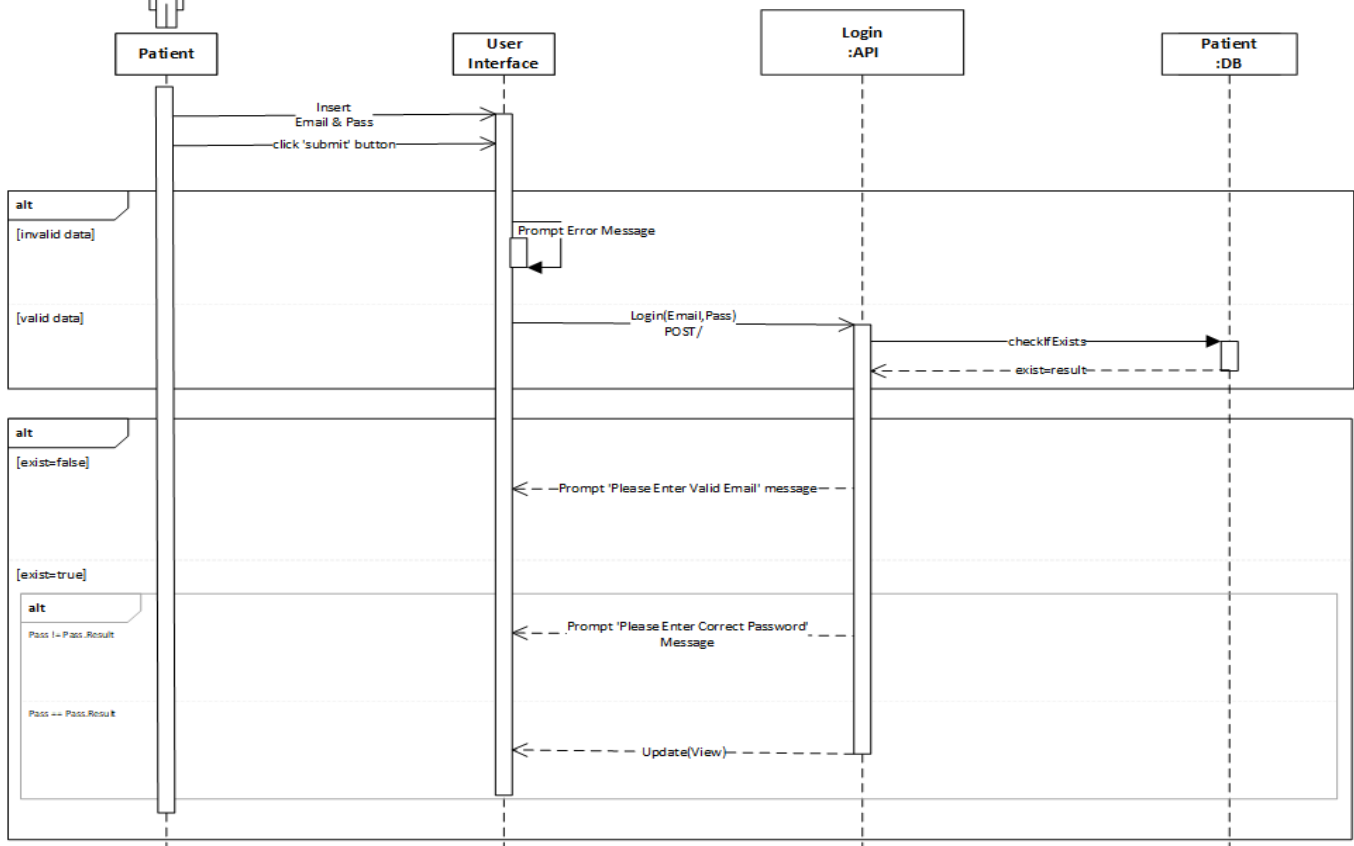 Patient
User
Interface
Login
:API
Patient
:DB
Insert
Email & Pass
click 'submit' button
alt
[invalid data]
Prompt Error Message
[valid data]
Login(Email,Pass)
POST/
checkIfExists
exist=result
alt
[exist=false]
Prompt 'Please Enter Valid Email' message
[exist=true]
alt
Pass != Pass.Result
Prompt 'Please Enter Correct Password'
Message
Pass == Pass.Result
Update(View)